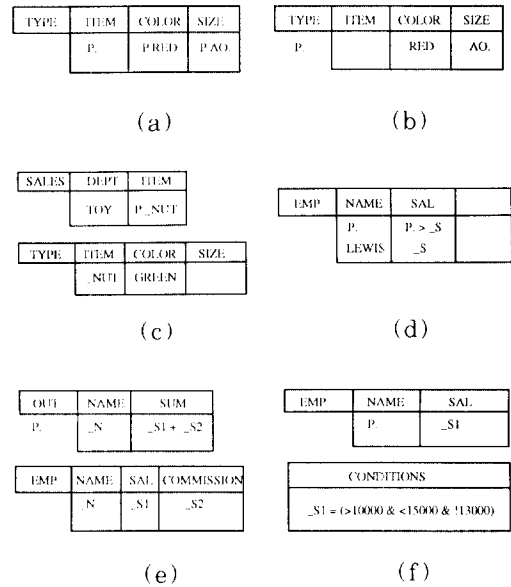 TYPE ITEM COLOR SIZE
P. P.RED P.AO.
(a)
TYPE ITEM COLOR SIZE
P. RED AO.
(b)
SALES DEPT ITEM
TOY P._NUT
TYPE ITEM COLOR SIZE
_NUT GREEN
(c)
EMP NAME SAL
P. P. > _S
LEWIS _S
(d)
OUT NAME SUM
P. _N _S1 + _S2
EMP NAME SAL COMMISSION
_N _S1 _S2
(e)
EMP NAME SAL
P. _S1
CONDITIONS
_S1 = (>10000 & <15000 & !13000)
(f)